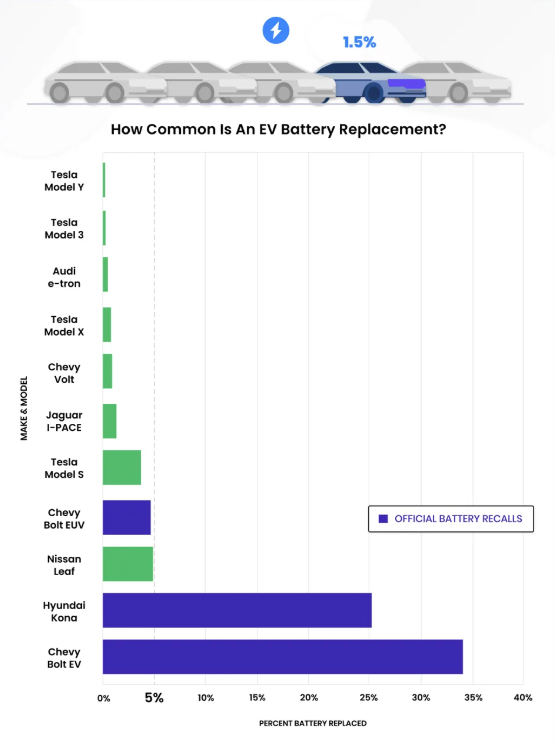 1.5%
How Common Is An EV Battery Replacement?
MAKE & MODEL
Tesla
Model Y
Tesla
Model 3
Audi
e-tron
Tesla
Model X
Chevy
Volt
Jaguar
I-PACE
Tesla
Model S
Chevy
Bolt EUV
OFFICIAL BATTERY RECALLS
Nissan
Leaf
Hyundai
Kona
Chevy
Bolt EV
0% 5% 10% 15% 20% 25% 30% 35% 40%
PERCENT BATTERY REPLACED